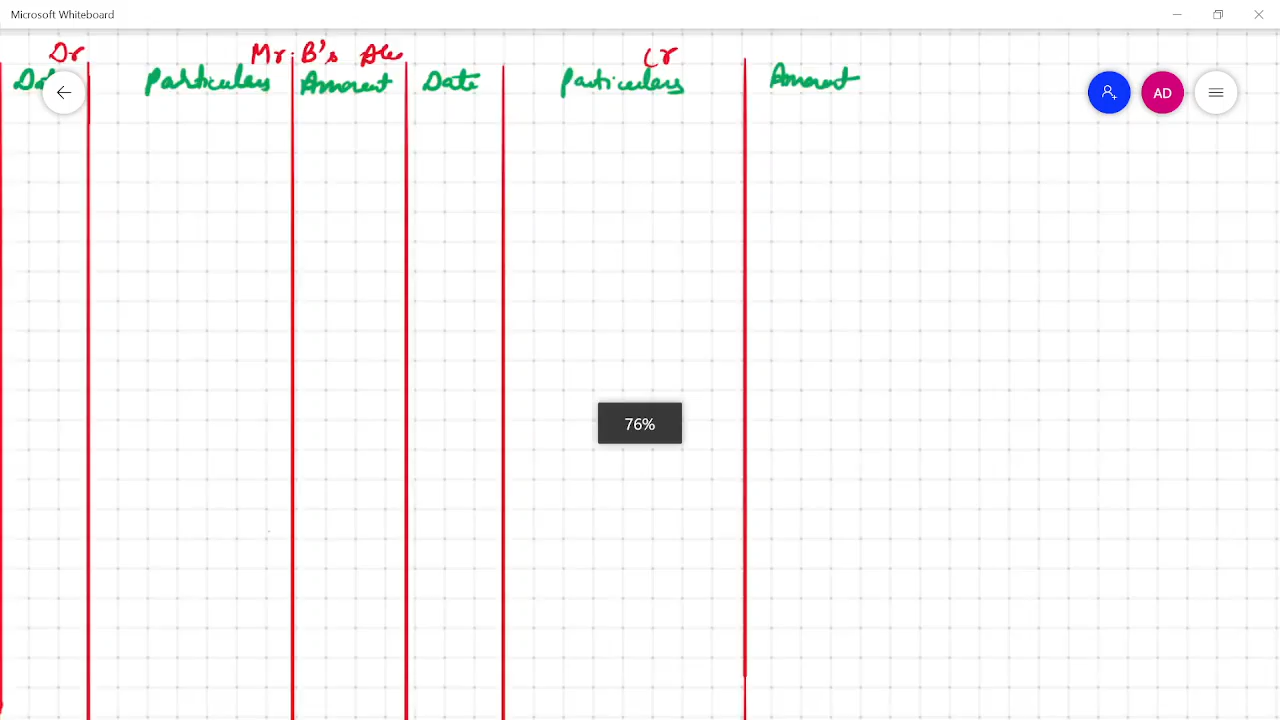 Microsoft Whiteboard
Dr Mr. B's A/c Cr
Particulars Amount Date Particulars Amount
AD
76%